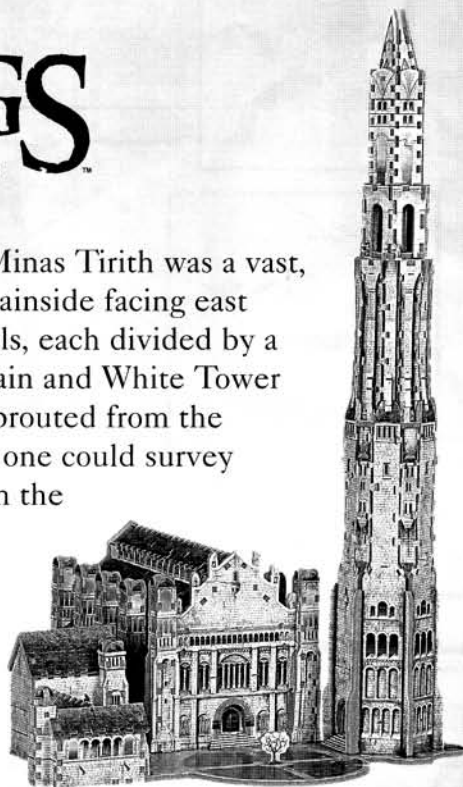 GS™
Minas Tirith was a vast,
ainside facing east
ls, each divided by a
ain and White Tower
prouted from the
one could survey
n the